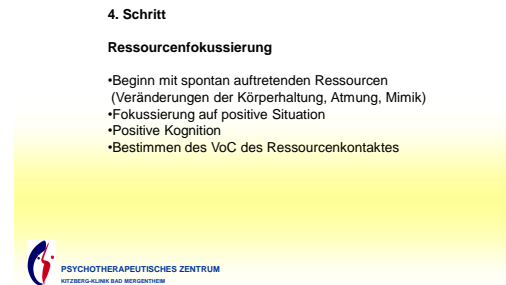 4. Schritt
Ressourcenfokussierung
•Beginn mit spontan auftretenden Ressourcen
(Veränderungen der Körperhaltung, Atmung, Mimik)
•Fokussierung auf positive Situation
•Positive Kognition
•Bestimmen des VoC des Ressourcenkontaktes
PSYCHOTHERAPEUTISCHES ZENTRUM
KITZBERG-KLINIK BAD MERGENTHEIM